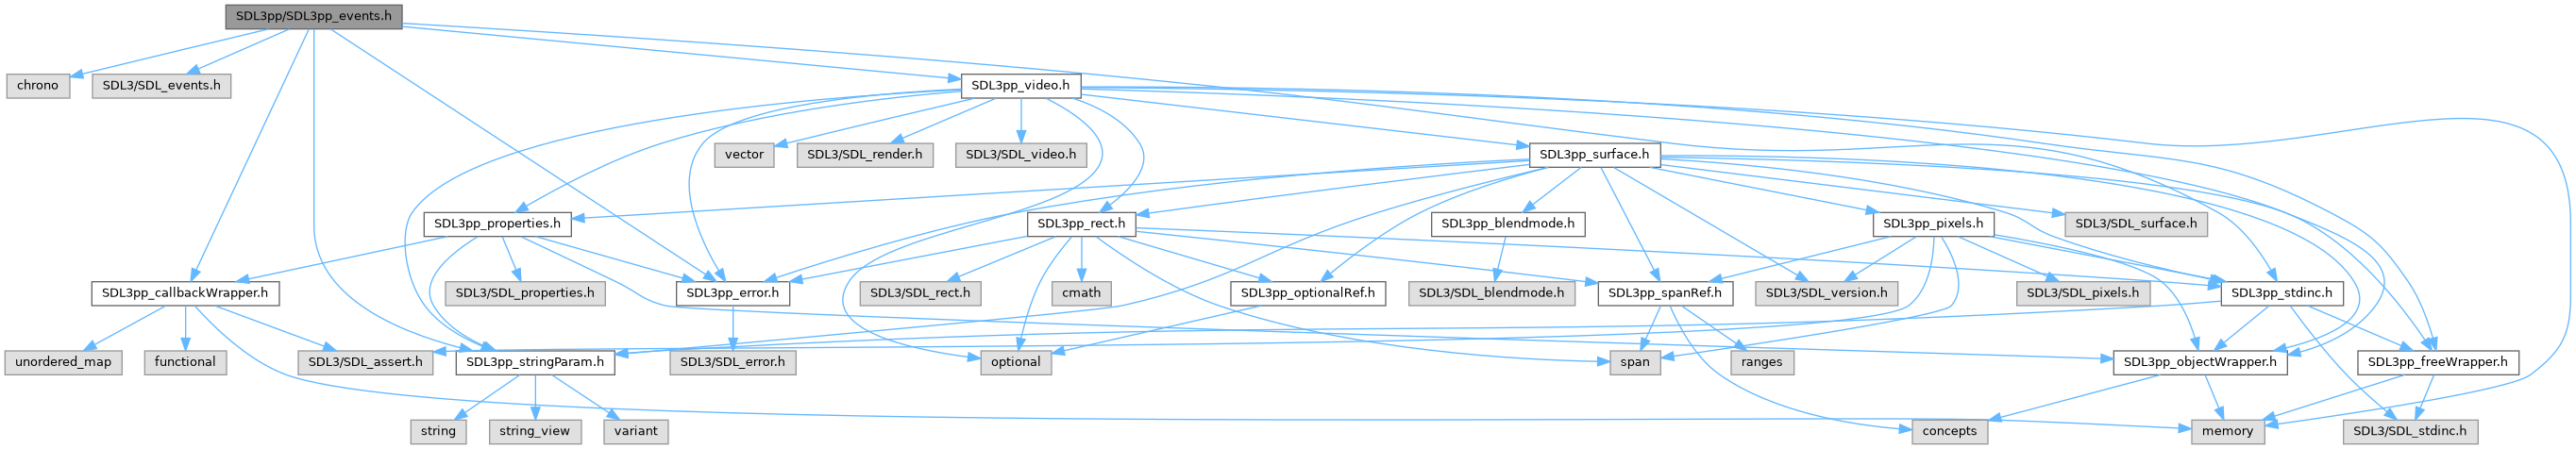 SDL3pp/SDL3pp_events.h
chrono
SDL3/SDL_events.h
SDL3pp_video.h
vector
SDL3/SDL_render.h
SDL3/SDL_video.h
SDL3pp_surface.h
SDL3pp_properties.h
SDL3pp_rect.h
SDL3pp_blendmode.h
SDL3pp_pixels.h
SDL3/SDL_surface.h
SDL3pp_callbackWrapper.h
SDL3/SDL_properties.h
SDL3pp_error.h
SDL3/SDL_rect.h
cmath
SDL3pp_optionalRef.h
SDL3/SDL_blendmode.h
SDL3pp_spanRef.h
SDL3/SDL_version.h
SDL3/SDL_pixels.h
SDL3pp_stdinc.h
unordered_map
functional
SDL3/SDL_assert.h
SDL3pp_stringParam.h
SDL3/SDL_error.h
optional
span
ranges
SDL3pp_objectWrapper.h
SDL3pp_freeWrapper.h
string
string_view
variant
concepts
memory
SDL3/SDL_stdinc.h